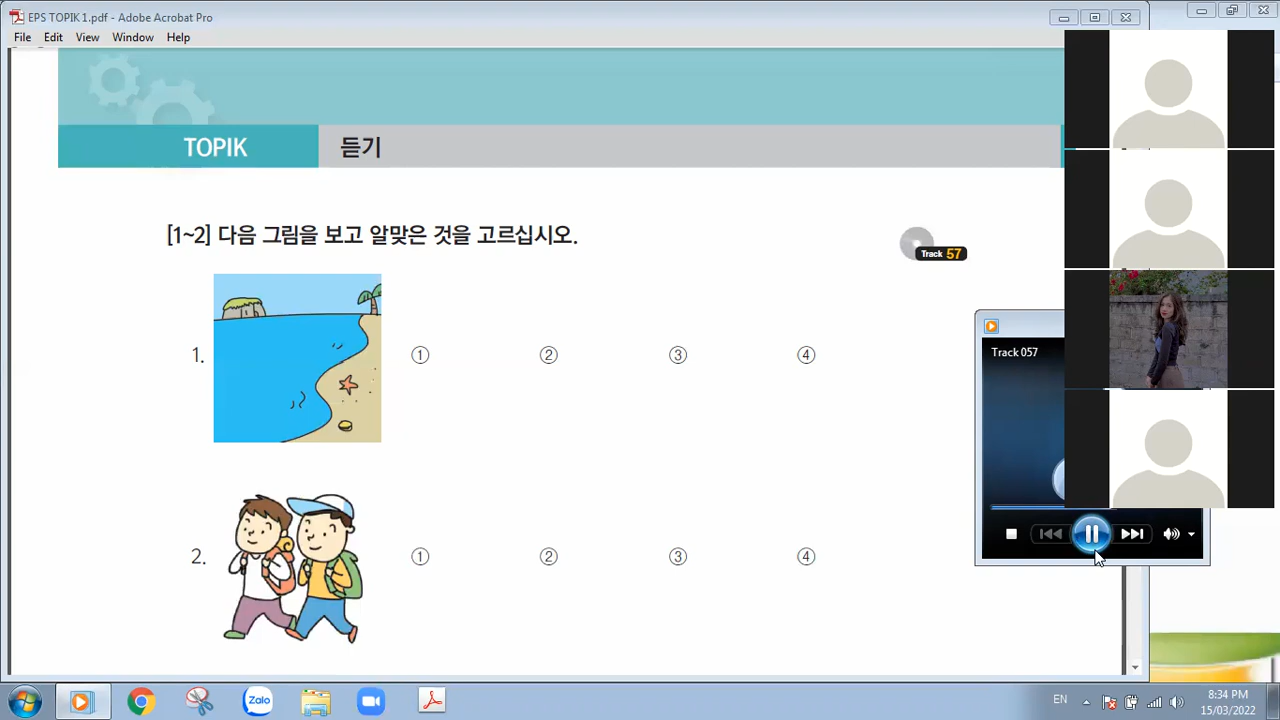 EPS TOPIK 1.pdf - Adobe Acrobat Pro
File Edit View Window Help
TOPIK 듣기
[1~2] 다음 그림을 보고 알맞은 것을 고르십시오.
Track 57
1. ① ② ③ ④
Track 057
2. ① ② ③ ④
Zalo
EN
8:34 PM
15/03/2022